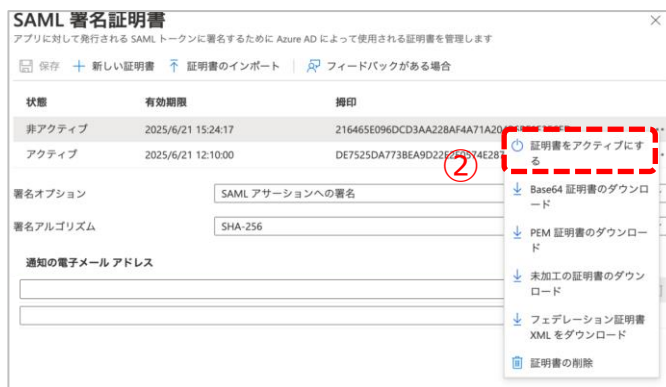 SAML 署名証明書
アプリに対して発行される SAML トークンに署名するために Azure AD によって使用される証明書を管理します
保存 新しい証明書 証明書のインポート フィードバックがある場合
状態 有効期限 拇印
非アクティブ 2025/6/21 15:24:17 216465E096DCD3AA228AF4A71A20
アクティブ 2025/6/21 12:10:00 DE7525DA773BEA9D22E2F0574E287
②
証明書をアクティブにす
る
Base64 証明書のダウンロ
ード
PEM 証明書のダウンロー
ド
未加工の証明書のダウン
ロード
フェデレーション証明書
XML をダウンロード
証明書の削除
署名オプション SAML アサーションへの署名
署名アルゴリズム SHA-256
通知の電子メール アドレス